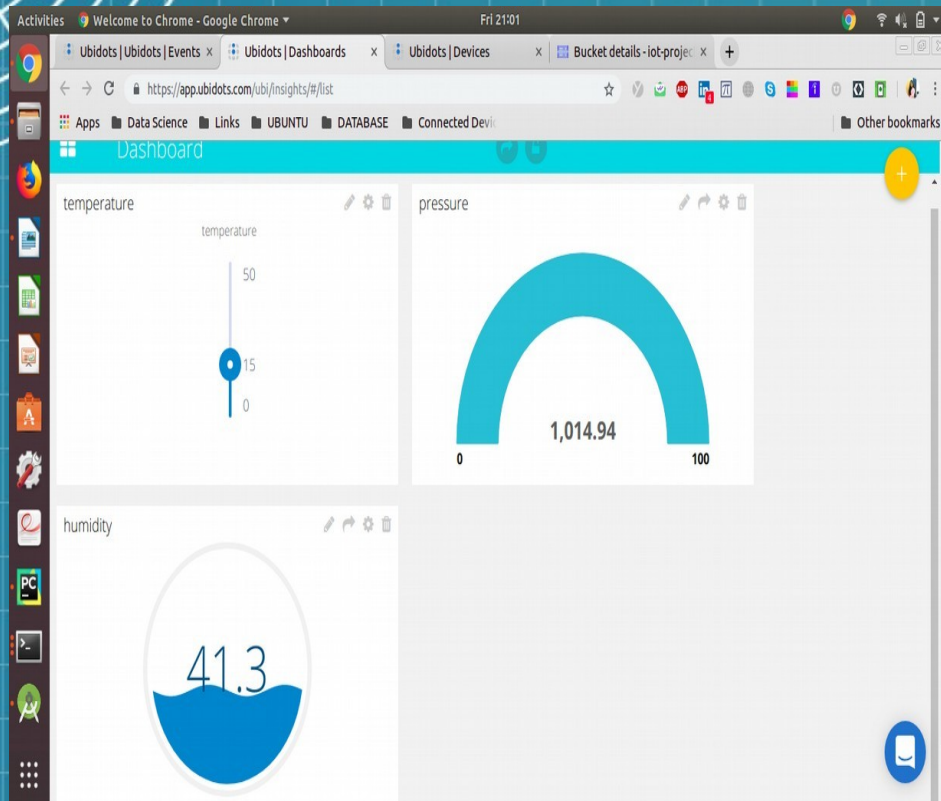 Activities Welcome to Chrome - Google Chrome Fri 21:01
Ubidots | Ubidots | Events Ubidots | Dashboards Ubidots | Devices Bucket details - iot-projec
https://app.ubidots.com/ubi/insights/#/list
Apps Data Science Links UBUNTU DATABASE Connected Devi Other bookmarks
Dashboard
temperature
temperature
50
15
0
pressure
1,014.94
0 100
humidity
41.3